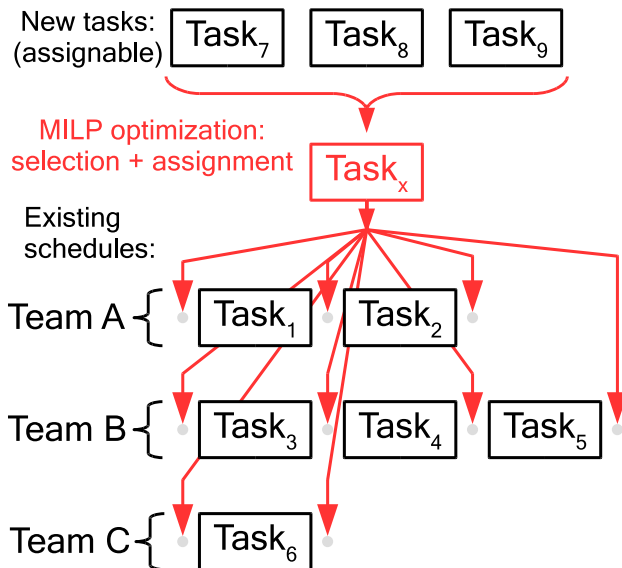 New tasks:
(assignable)
Task7 Task8 Task9
MILP optimization:
selection + assignment
Taskx
Existing
schedules:
Team A Task1 Task2
Team B Task3 Task4 Task5
Team C Task6